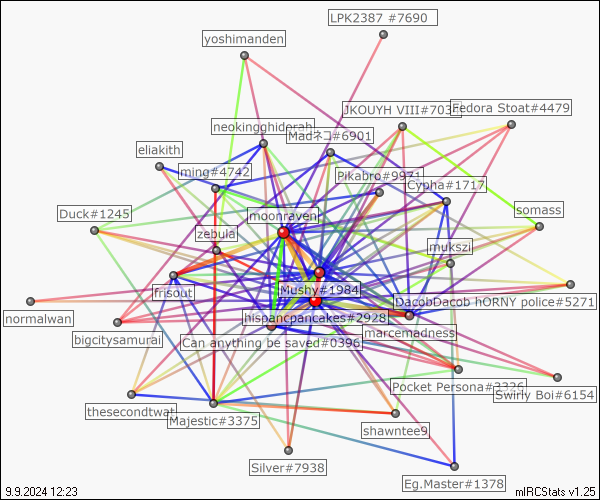 LPK2387 #7690
yoshimanden
JKOUYH VIII#703
Fedora Stoat#4479
neokingghidorah
Madネコ#6901
eliakith
ming#4742
Pikabro#9971
Cypha#1717
Duck#1245
moonraven
somass
zebula
mukszi
Mushy#1984
frisout
DacobDacob hORNY police#5271
normalwan
hispancpancakes#2928
bigcitysamurai
marcemadness
Can anything be saved#0396
Pocket Persona#3326
Swirly Boi#6154
thesecondtwat
Majestic#3375
shawntee9
Silver#7938
Eg.Master#1378
9.9.2024 12:23
mIRCStats v1.25